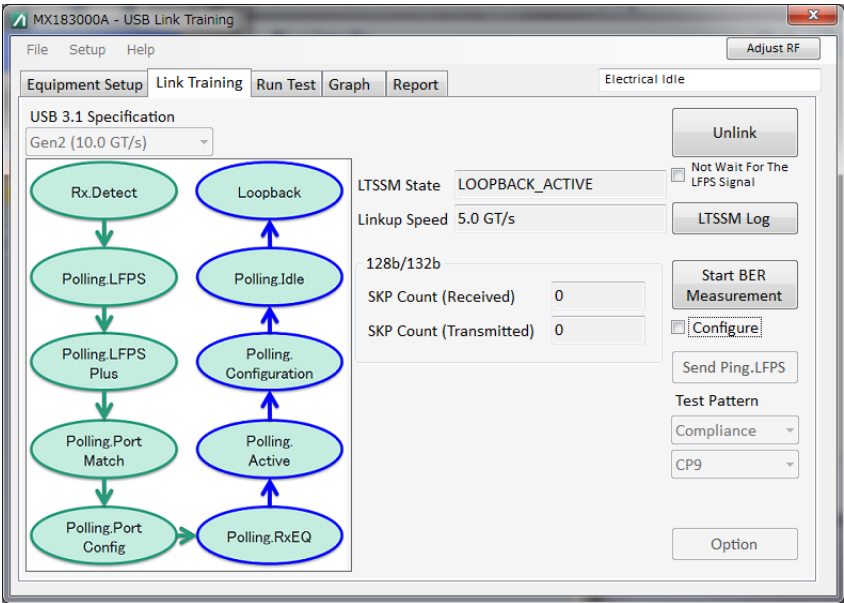 MX183000A - USB Link Training
File Setup Help
Adjust RF
Equipment Setup Link Training Run Test Graph Report
Electrical Idle
USB 3.1 Specification
Gen2 (10.0 GT/s)
Rx.Detect
Polling.LFPS
Polling.LFPS
Plus
Polling.Port
Match
Polling.Port
Config
Loopback
Polling.Idle
Polling.
Configuration
Polling.
Active
Polling.RxEQ
LTSSM State LOOPBACK_ACTIVE
Linkup Speed 5.0 GT/s
128b/132b
SKP Count (Received) 0
SKP Count (Transmitted) 0
Unlink
Not Wait For The
LFPS Signal
LTSSM Log
Start BER
Measurement
Configure
Send Ping.LFPS
Test Pattern
Compliance
CP9
Option